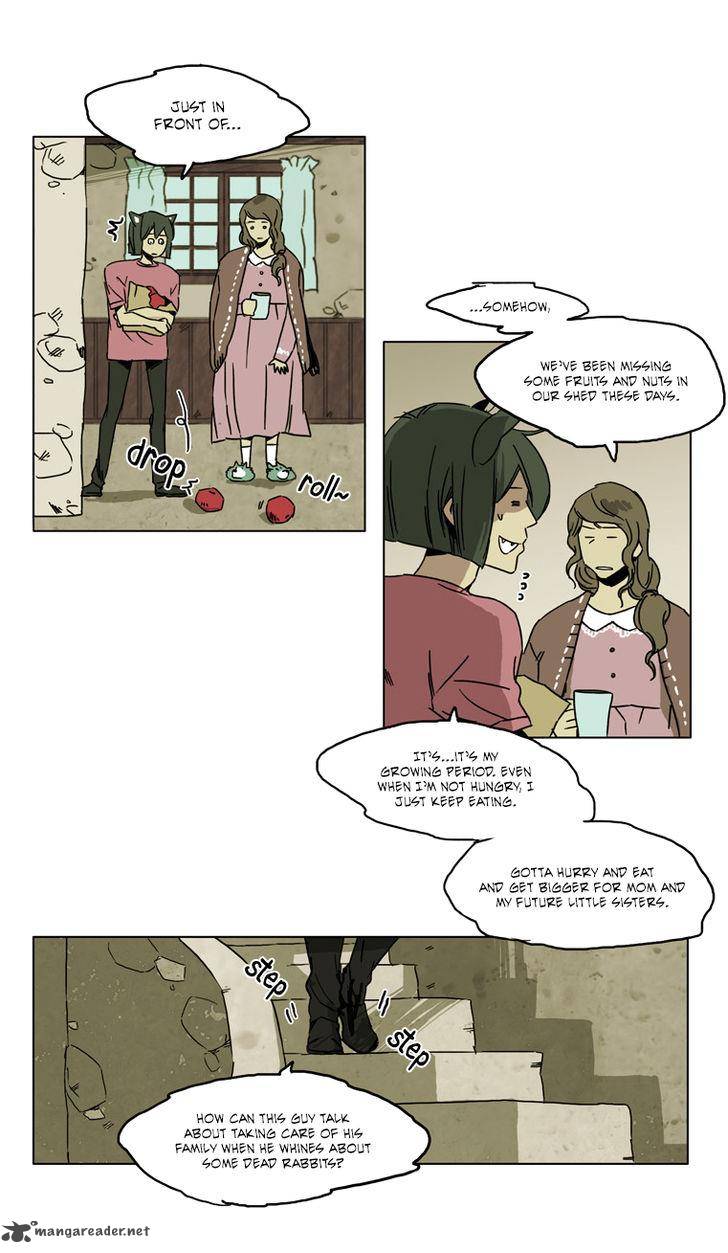 JUST IN
FRONT OF...
drop
roll~
...SOMEHOW,
WE'VE BEEN MISSING
SOME FRUITS AND NUTS IN
OUR SHED THESE DAYS.
IT'S...IT'S MY
GROWING PERIOD. EVEN
WHEN I'M NOT HUNGRY, I
JUST KEEP EATING.
GOTTA HURRY AND EAT
AND GET BIGGER FOR MOM AND
MY FUTURE LITTLE SISTERS.
step
step
HOW CAN THIS GUY TALK
ABOUT TAKING CARE OF HIS
FAMILY WHEN HE WHINES ABOUT
SOME DEAD RABBITS?
mangareader.net